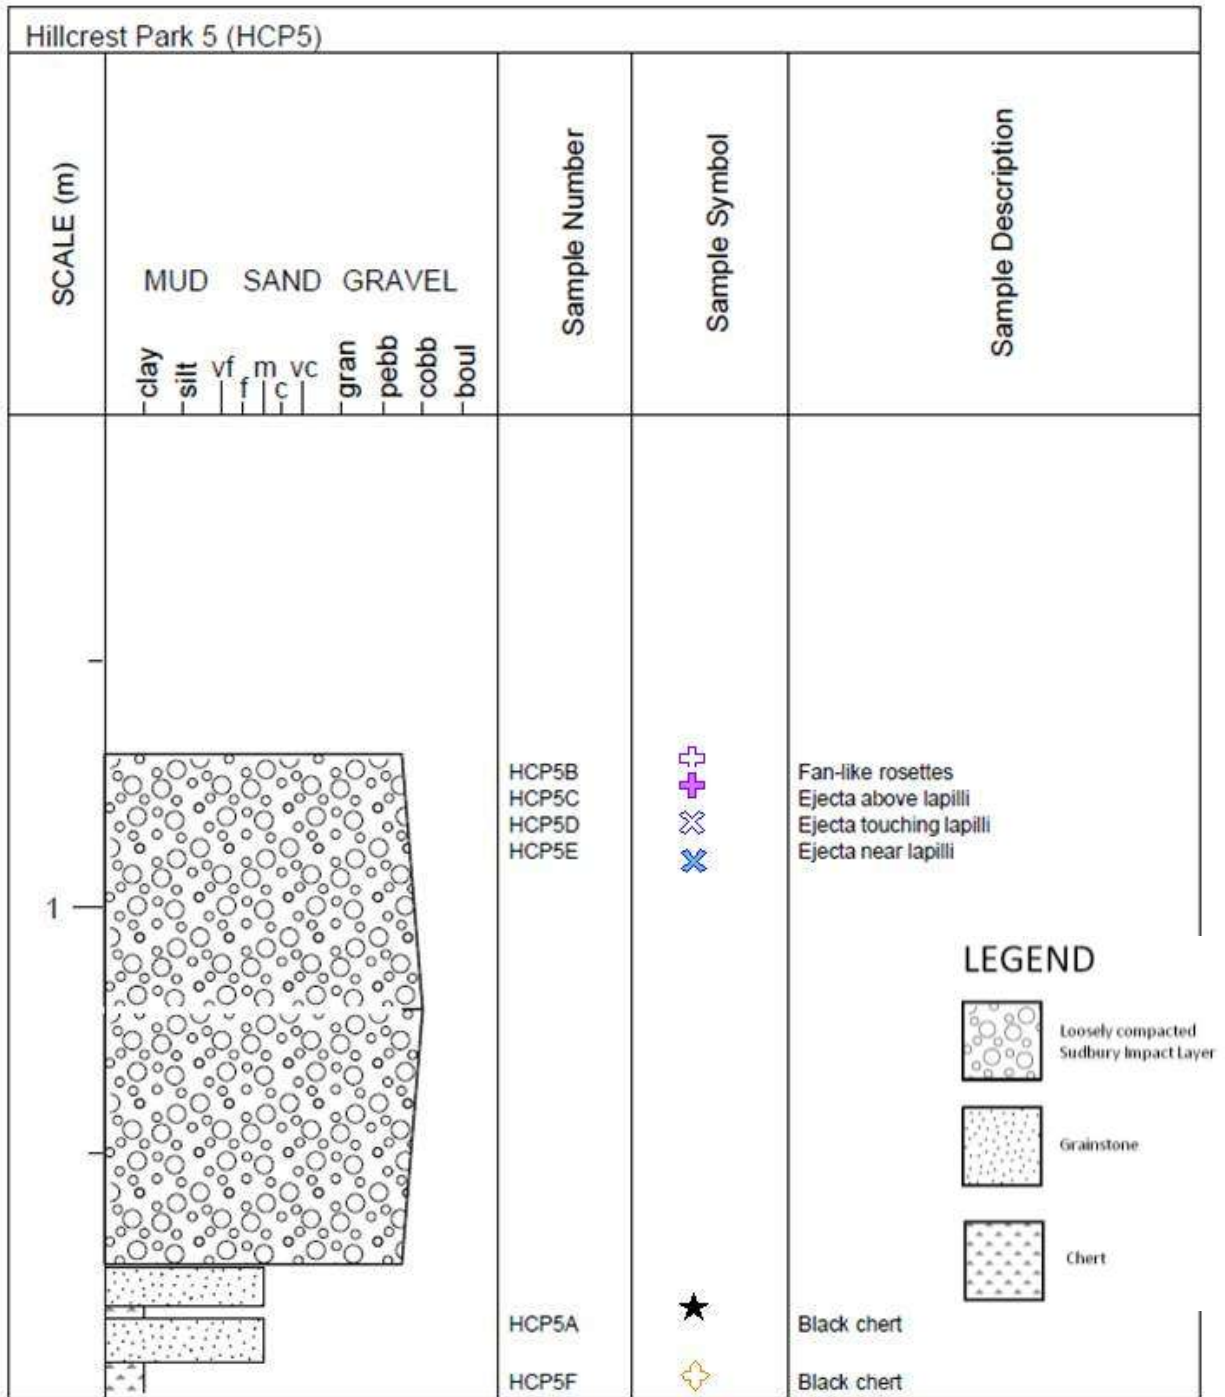 Hillcrest Park 5 (HCP5)
SCALE (m)
MUD SAND GRAVEL
clay
silt
vf
f
m
c
vc
gran
pebb
cobb
boul
Sample Number
Sample Symbol
Sample Description
HCP5B Fan-like rosettes
HCP5C Ejecta above lapilli
HCP5D Ejecta touching lapilli
HCP5E Ejecta near lapilli
1
LEGEND
Loosely compacted
Sudbury Impact Layer
Grainstone
Chert
HCP5A Black chert
HCP5F Black chert